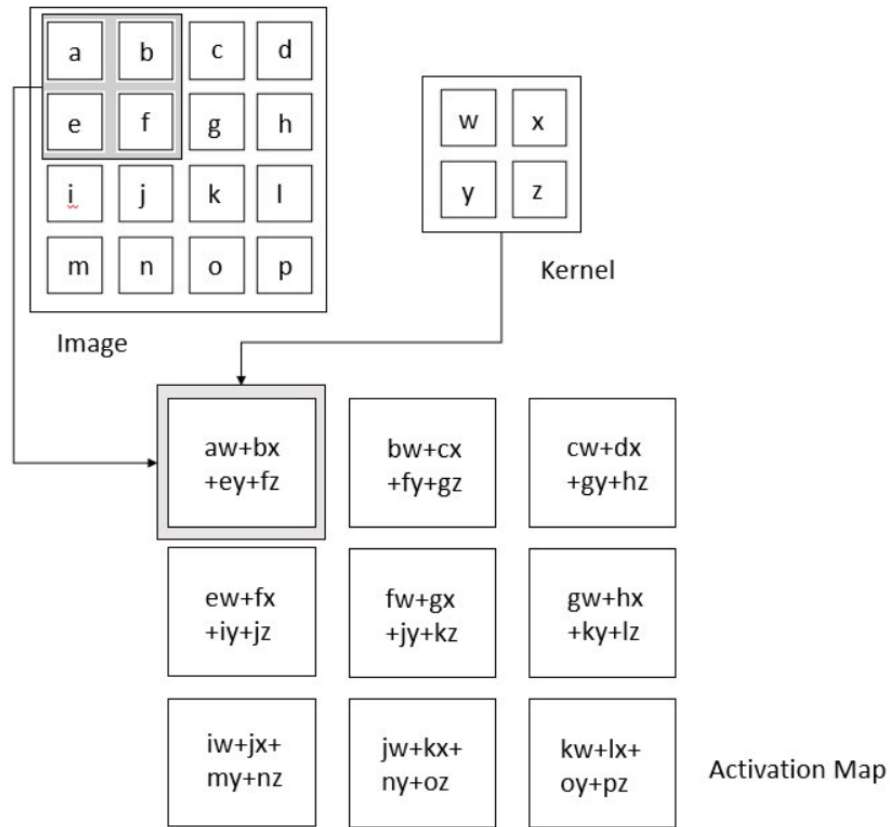 a b c d
e f g h
i j k l
m n o p
Image
w x
y z
Kernel
aw+bx
+ey+fz
bw+cx
+fy+gz
cw+dx
+gy+hz
ew+fx
+iy+jz
fw+gx
+jy+kz
gw+hx
+ky+lz
iw+jx+
my+nz
jw+kx+
ny+oz
kw+lx+
oy+pz
Activation Map